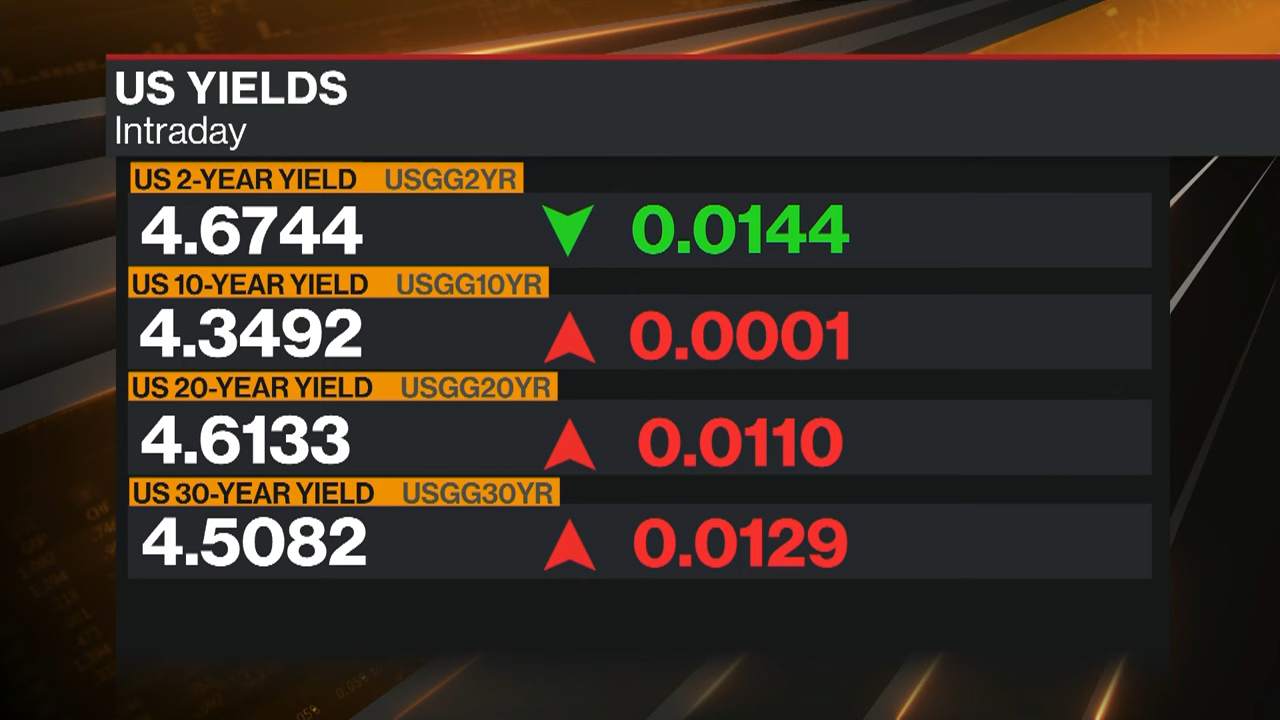 US YIELDS
Intraday
US 2-YEAR YIELD USGG2YR
4.6744 0.0144
US 10-YEAR YIELD USGG10YR
4.3492 0.0001
US 20-YEAR YIELD USGG20YR
4.6133 0.0110
US 30-YEAR YIELD USGG30YR
4.5082 0.0129